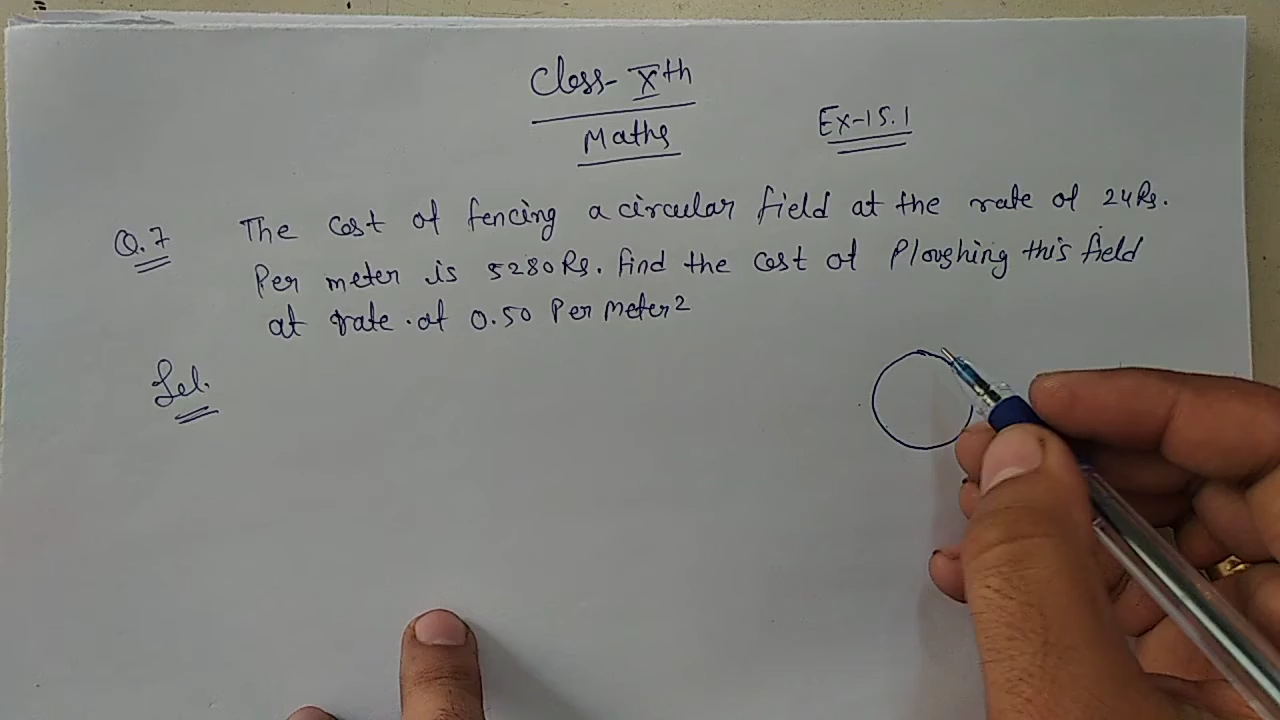 Class- Xth
Maths
Ex-15.1
Q.7 The cost of fencing a circular field at the rate of 24Rs.
Per meter is 5280Rs. find the cost of Ploughing this field
at rate. of 0.50 Per meter2
Sol.